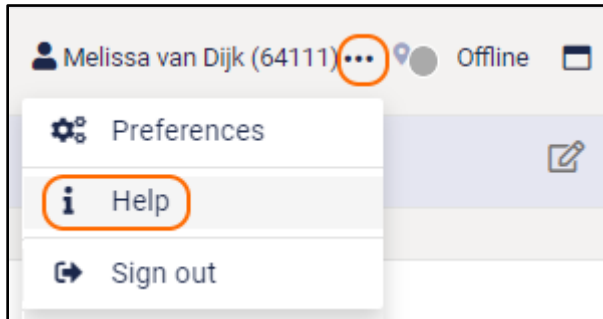 Melissa van Dijk (64111) ••• Offline
Preferences
Help
Sign out